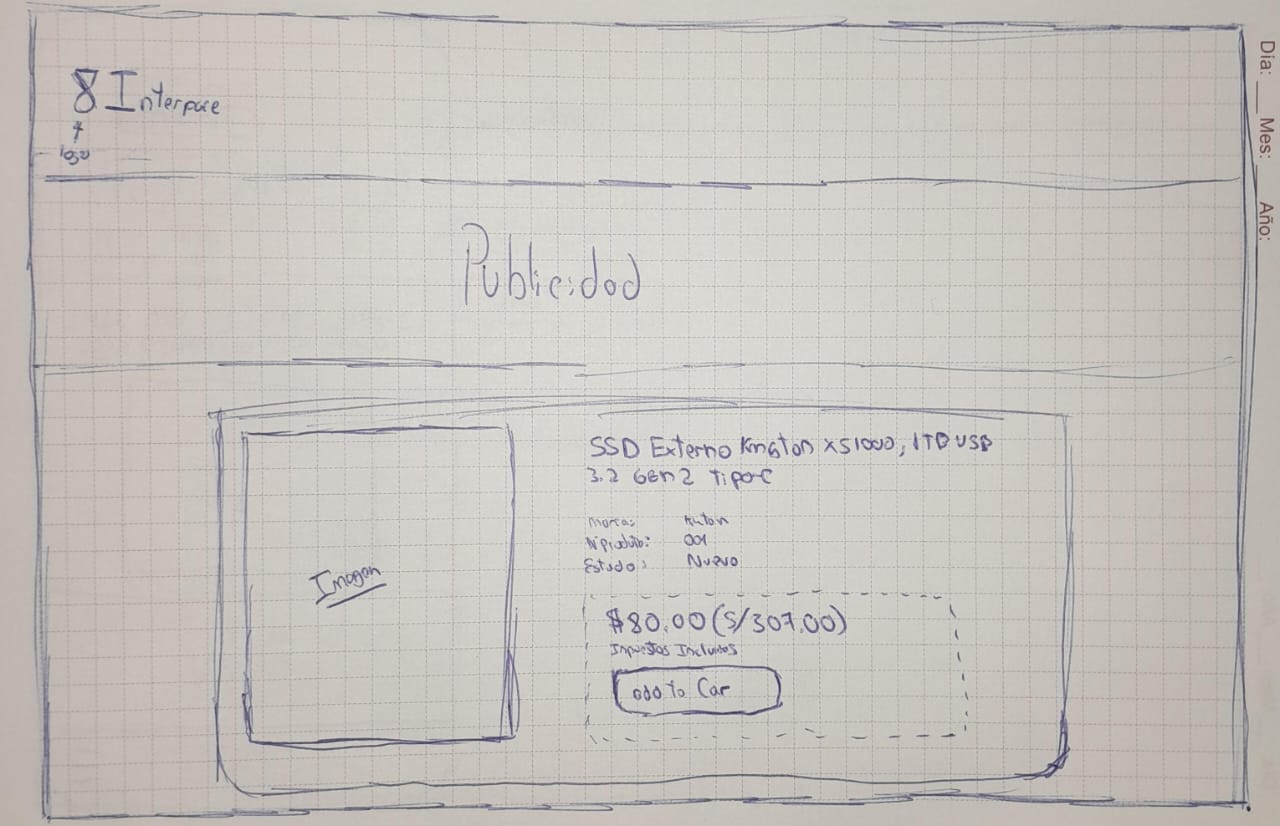 8 Interface
logo
Publicidad
SSD Externo Kingston XS1000, 1TB USB
3.2 Gen 2 Tipo-C
Marca: Kinton
N°producto: 001
Estado: Nuevo
Imagen
$80.00 (S/307.00)
Impuestos Incluidos
add to Car
Dia: ___ Mes: ___ Año: